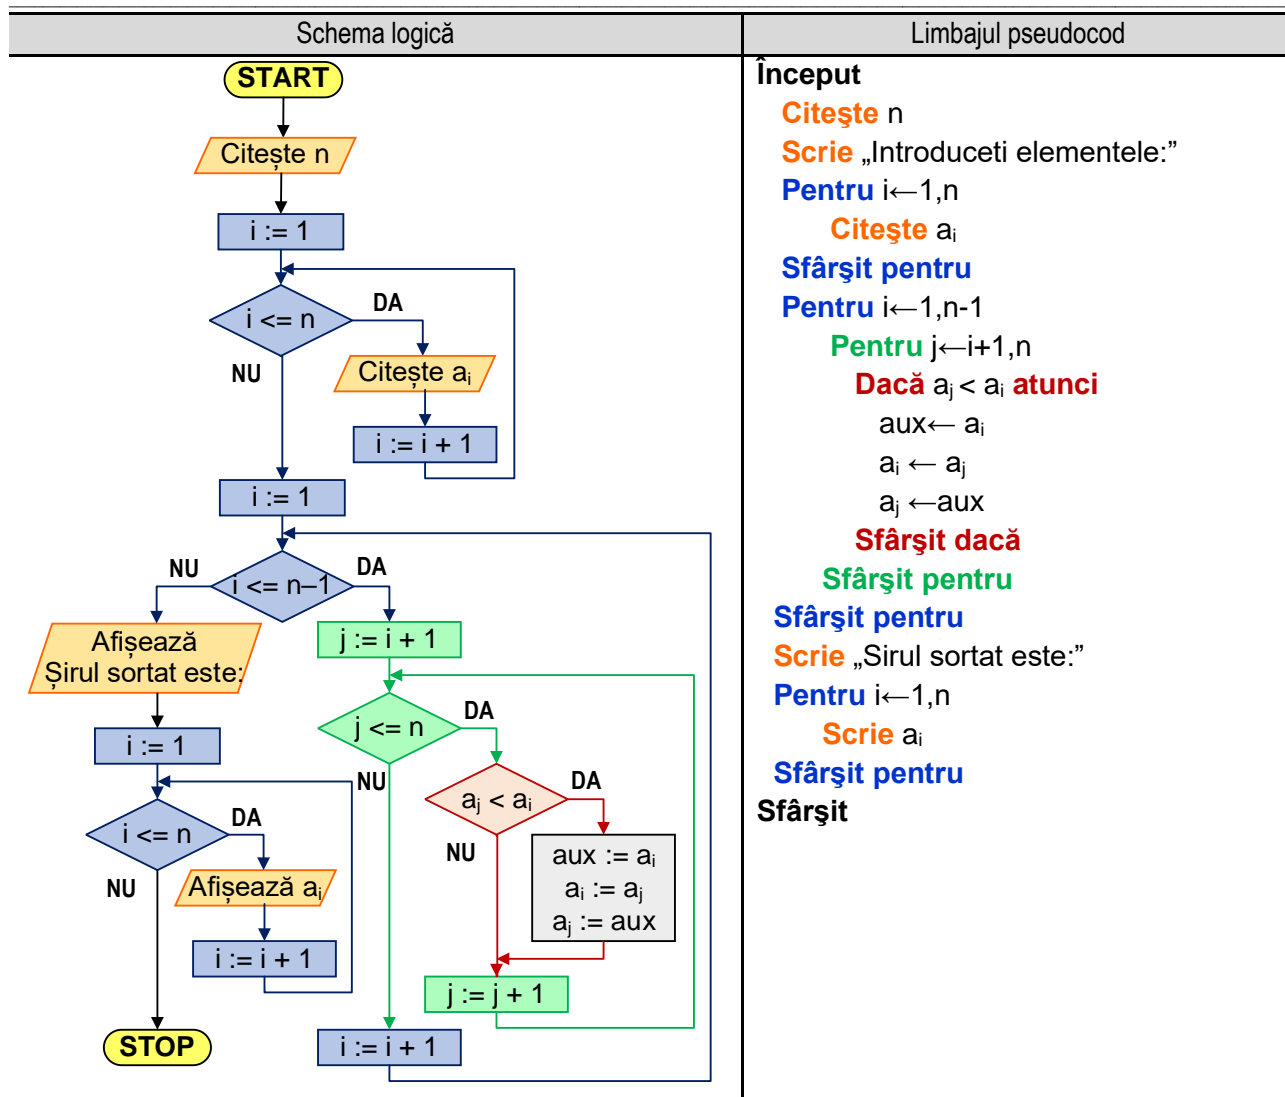 Schema logică
Limbajul pseudocod
START
Citește n
i := 1
i <= n
DA
NU
Citește aᵢ
i := i + 1
i := 1
i <= n–1
NU
DA
Afișează
Șirul sortat este:
j := i + 1
j <= n
DA
NU
i := 1
aⱼ < aᵢ
DA
NU
i <= n
DA
NU
aux := aᵢ
aᵢ := aⱼ
aⱼ := aux
Afișează aᵢ
i := i + 1
j := j + 1
STOP
i := i + 1
Început
Citeşte n
Scrie „Introduceti elementele:”
Pentru i←1,n
Citeşte aᵢ
Sfârşit pentru
Pentru i←1,n-1
Pentru j←i+1,n
Dacă aⱼ < aᵢ atunci
aux← aᵢ
aᵢ ← aⱼ
aⱼ ←aux
Sfârşit dacă
Sfârşit pentru
Sfârşit pentru
Scrie „Sirul sortat este:”
Pentru i←1,n
Scrie aᵢ
Sfârşit pentru
Sfârşit